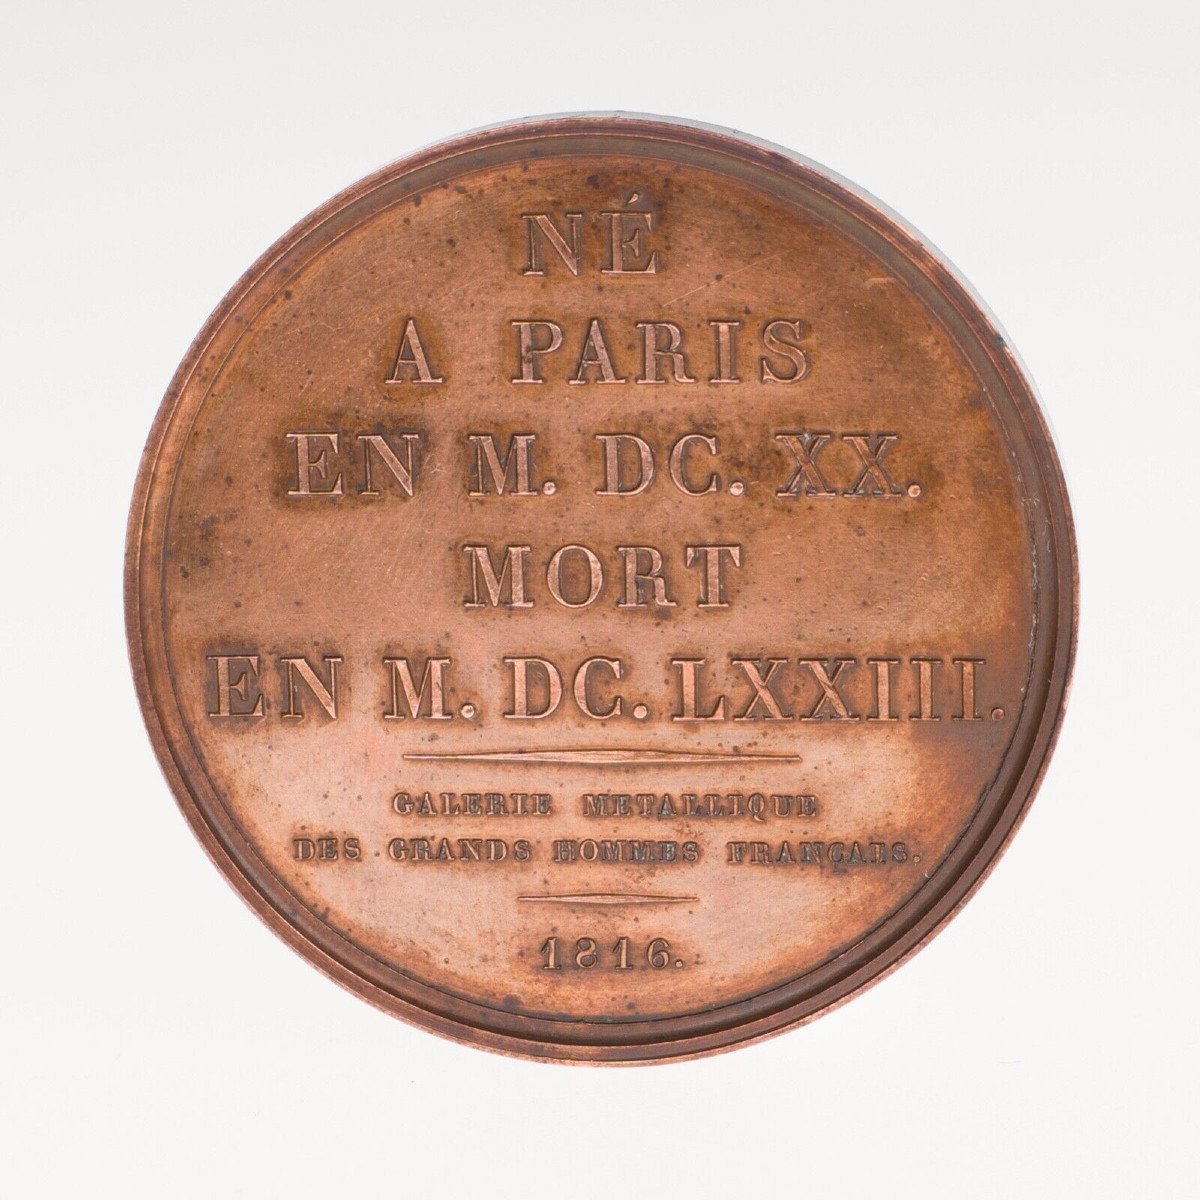 NÉ
A PARIS
EN M. DC. XX.
MORT
EN M. DC. LXXIII.
GALERIE METALLIQUE
DES GRANDS HOMMES FRANÇAIS.
1816.